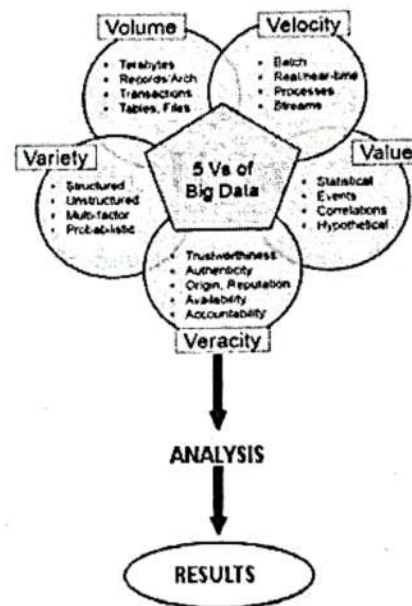 Volume
• Terabytes
• Records/Arch
• Transactions
• Tables, Files
Velocity
• Batch
• Real/near-time
• Processes
• Streams
Variety
• Structured
• Unstructured
• Multi-factor
• Probabilistic
5 Vs of
Big Data
Value
• Statistical
• Events
• Correlations
• Hypothetical
• Trustworthiness
• Authenticity
• Origin, Reputation
• Availability
• Accountability
Veracity
ANALYSIS
RESULTS